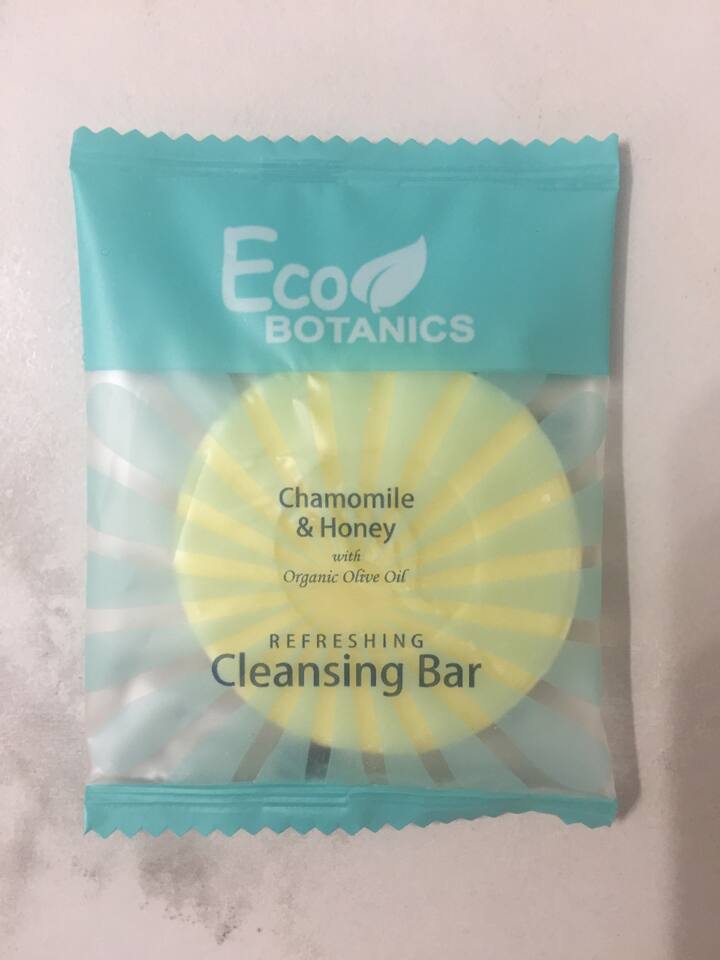 Eco
BOTANICS
Chamomile
& Honey
with
Organic Olive Oil
REFRESHING
Cleansing Bar